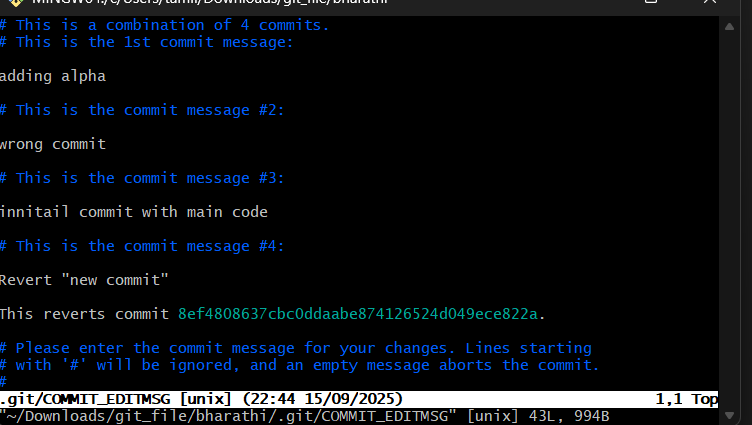 MINGW64:/c/Users/tamil/Downloads/git_file/bharathi
# This is a combination of 4 commits.
# This is the 1st commit message:
adding alpha
# This is the commit message #2:
wrong commit
# This is the commit message #3:
innitail commit with main code
# This is the commit message #4:
Revert "new commit"
This reverts commit 8ef4808637cbc0ddaabe874126524d049ece822a.
# Please enter the commit message for your changes. Lines starting
# with '#' will be ignored, and an empty message aborts the commit.
#
.git/COMMIT_EDITMSG [unix] (22:44 15/09/2025) 1,1 Top
"~/Downloads/git_file/bharathi/.git/COMMIT_EDITMSG" [unix] 43L, 994B